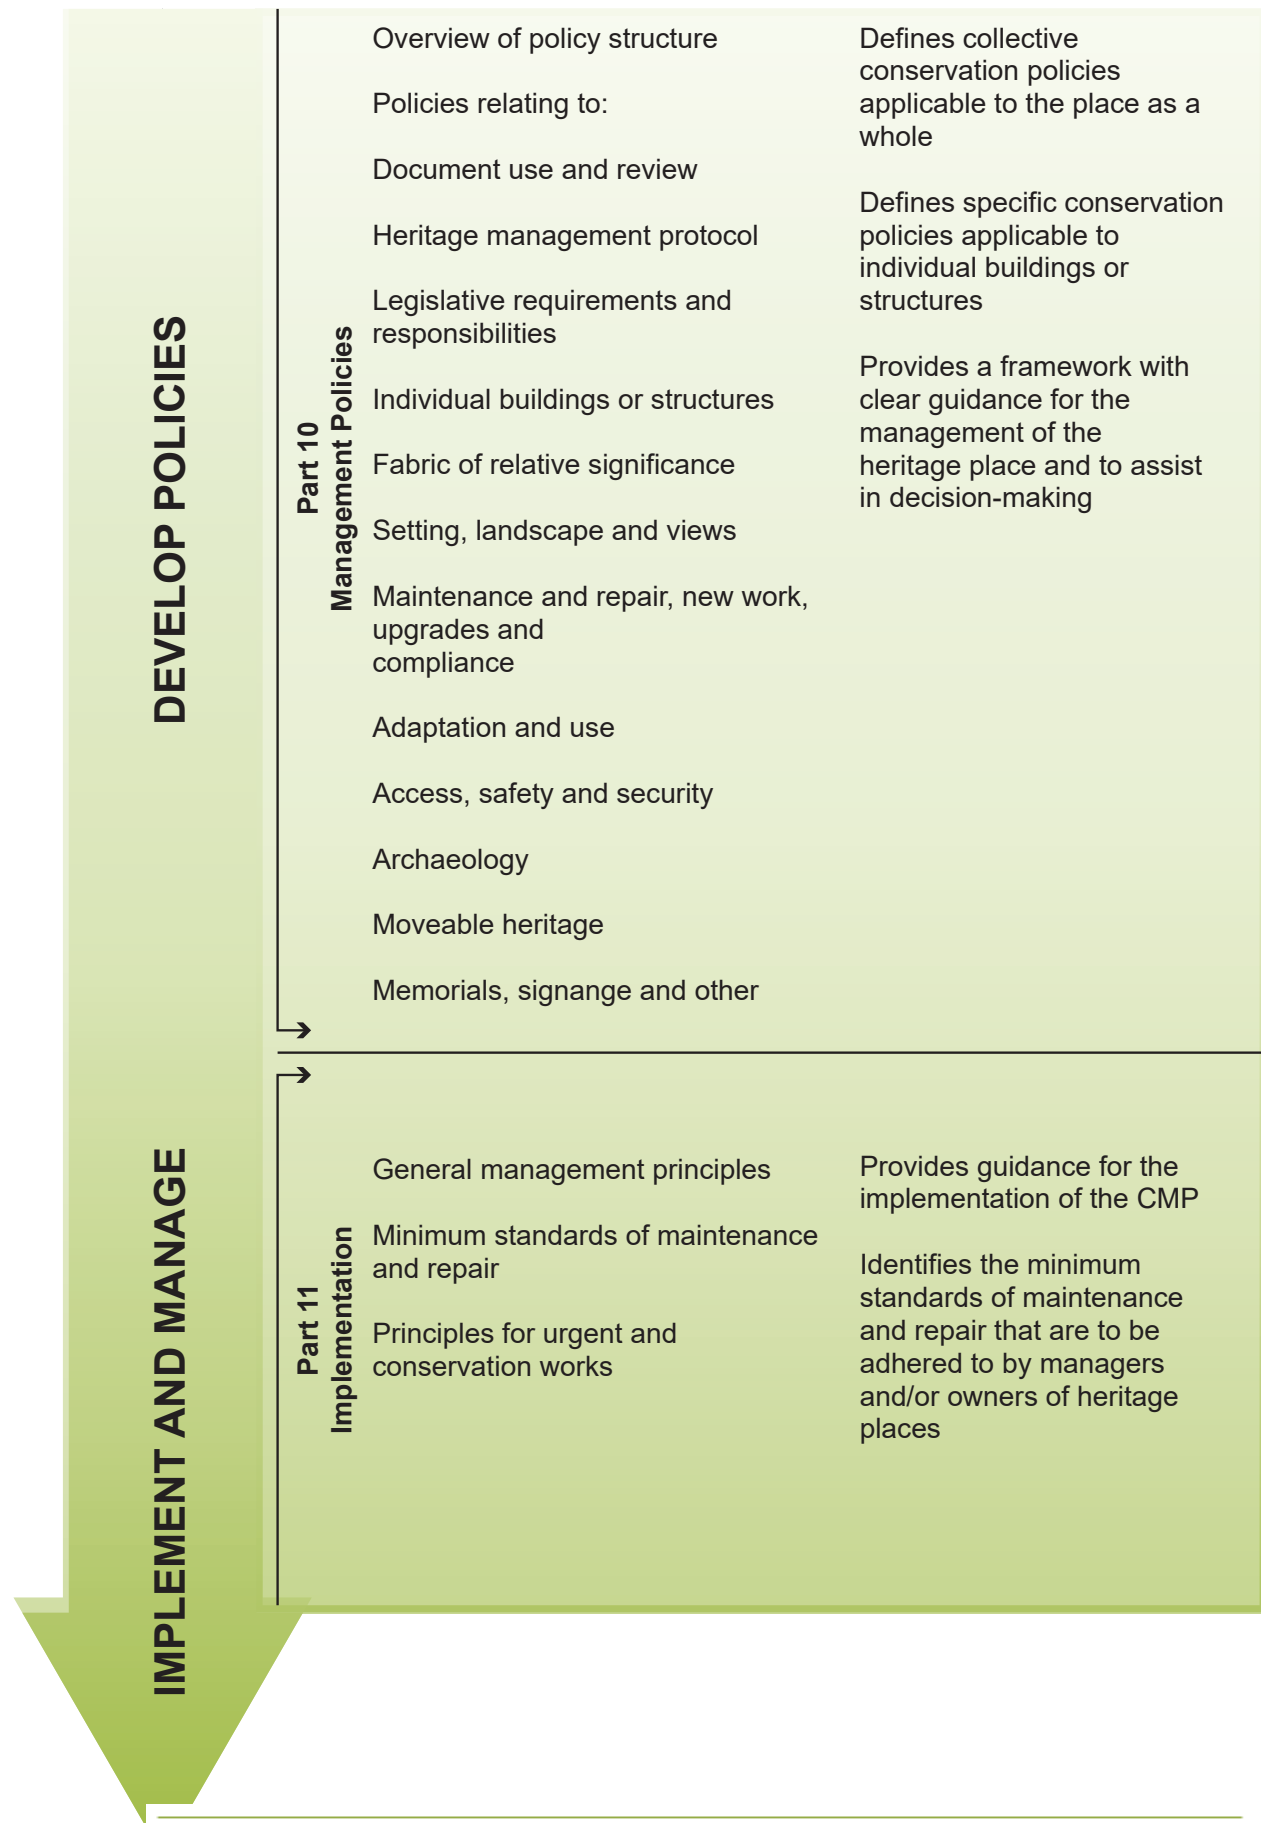 DEVELOP POLICIES
Part 10
Management Policies
Overview of policy structure
Policies relating to:
Document use and review
Heritage management protocol
Legislative requirements and
responsibilities
Individual buildings or structures
Fabric of relative significance
Setting, landscape and views
Maintenance and repair, new work,
upgrades and
compliance
Adaptation and use
Access, safety and security
Archaeology
Moveable heritage
Memorials, signange and other
Defines collective
conservation policies
applicable to the place as a
whole
Defines specific conservation
policies applicable to
individual buildings or
structures
Provides a framework with
clear guidance for the
management of the
heritage place and to assist
in decision-making
IMPLEMENT AND MANAGE
Part 11
Implementation
General management principles
Minimum standards of maintenance
and repair
Principles for urgent and
conservation works
Provides guidance for the
implementation of the CMP
Identifies the minimum
standards of maintenance
and repair that are to be
adhered to by managers
and/or owners of heritage
places